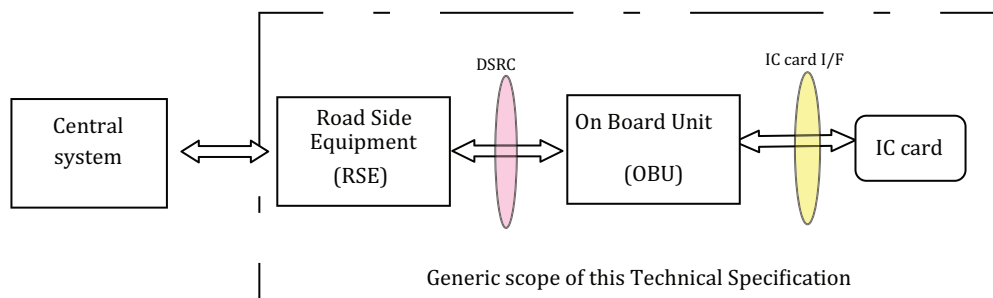 DSRC
IC card I/F
Central
system
Road Side
Equipment
(RSE)
On Board Unit
(OBU)
IC card
Generic scope of this Technical Specification